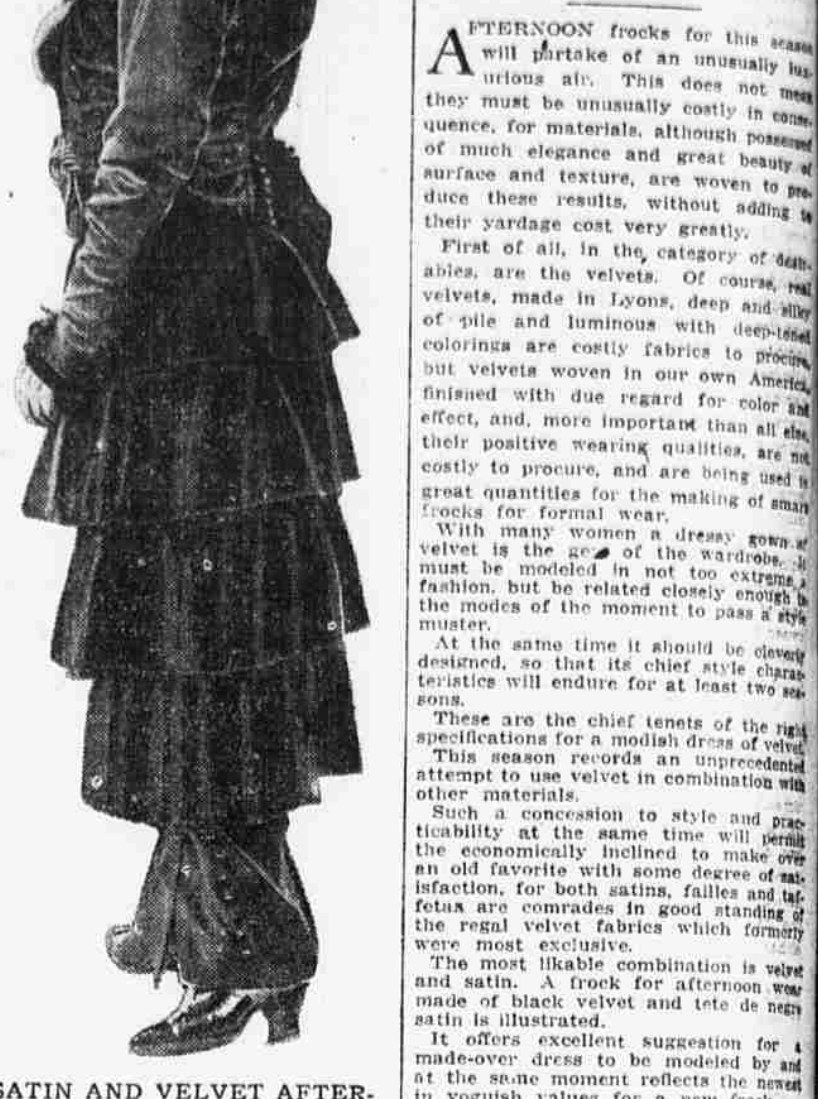 AFTERNOON frocks for this season
will partake of an unusually lux-
urious air. This does not mean
they must be unusually costly in conse-
quence, for materials, although possessed
of much elegance and great beauty of
surface and texture, are woven to pro-
duce these results, without adding to
their yardage cost very greatly.
First of all, in the category of desir-
ables, are the velvets. Of course, real
velvets, made in Lyons, deep and silky
of pile and luminous with deep-toned
colorings are costly fabrics to procure,
but velvets woven in our own America,
finished with due regard for color and
effect, and, more important than all else,
their positive wearing qualities, are not
costly to procure, and are being used in
great quantities for the making of smart
frocks for formal wear.
With many women a dressy gown of
velvet is the of the wardrobe. It
must be modeled in not too extreme a
fashion, but be related closely enough to
the modes of the moment to pass a style
muster.
At the same time it should be cleverly
designed, so that its chief style charac-
teristics will endure for at least two sea-
sons.
These are the chief tenets of the right
specifications for a modish dress of velvet.
This season records an unprecedented
attempt to use velvet in combination with
other materials.
Such a concession to style and prac-
ticability at the same time will permit
the economically inclined to make over
an old favorite with some degree of sat-
isfaction, for both satins, failles and taf-
fetas are comrades in good standing of
the regal velvet fabrics which formerly
were most exclusive.
The most likable combination is velvet
and satin. A frock for afternoon wear
made of black velvet and tete de negre
satin is illustrated.
It offers excellent suggestion for a
made-over dress to be modeled by and
at the same moment reflects the newest
in voguish values for a new
SATIN AND VELVET AFTER-